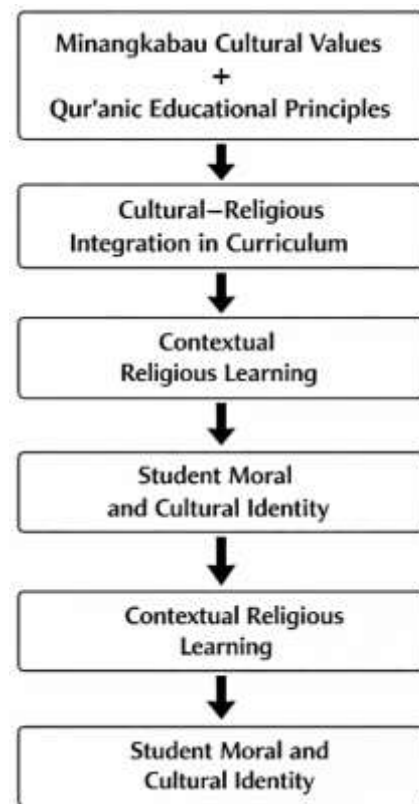 Minangkabau Cultural Values
+
Qur'anic Educational Principles
Cultural–Religious
Integration in Curriculum
Contextual
Religious Learning
Student Moral
and Cultural Identity
Contextual Religious
Learning
Student Moral and
Cultural Identity